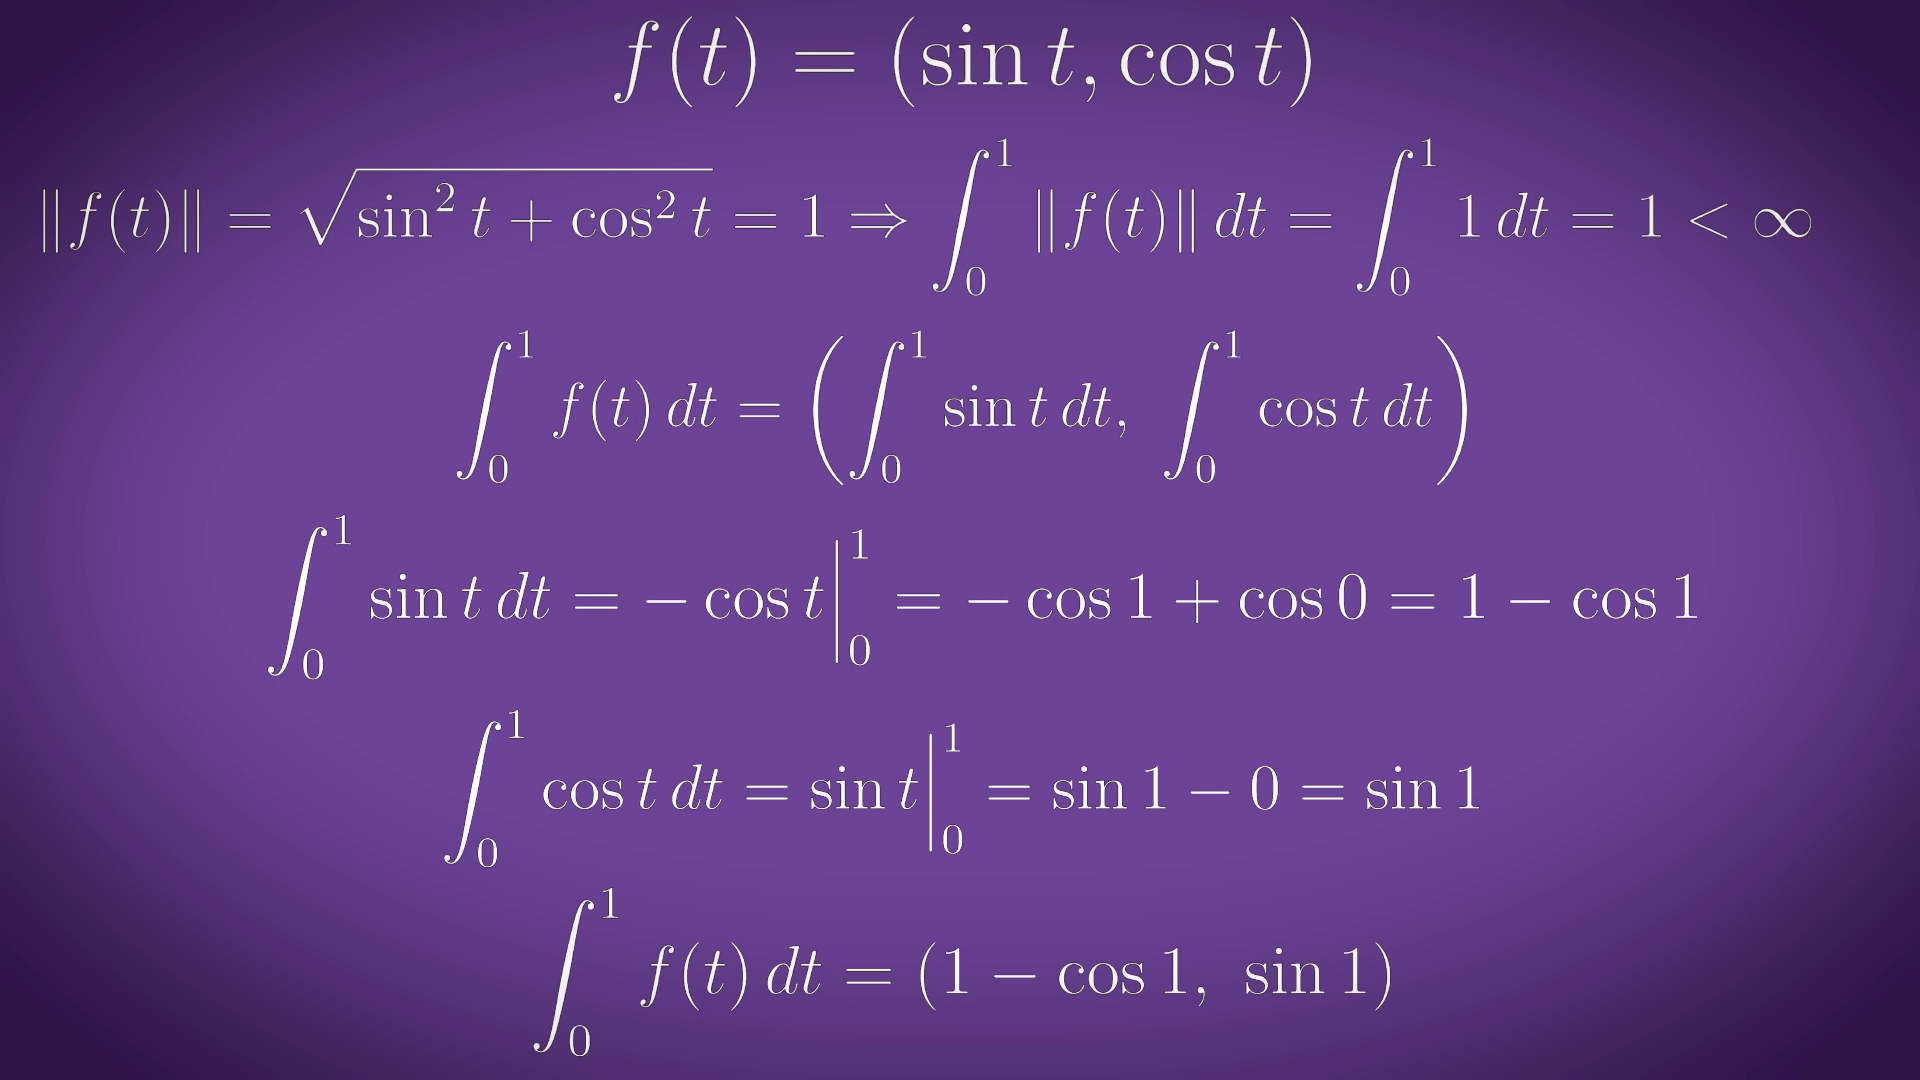 f(t) = (sin t, cos t)
‖f(t)‖ = √(sin² t + cos² t) = 1 ⇒ ∫₀¹ ‖f(t)‖ dt = ∫₀¹ 1 dt = 1 < ∞
∫₀¹ f(t) dt = (∫₀¹ sin t dt, ∫₀¹ cos t dt)
∫₀¹ sin t dt = − cos t|₀¹ = − cos 1 + cos 0 = 1 − cos 1
∫₀¹ cos t dt = sin t|₀¹ = sin 1 − 0 = sin 1
∫₀¹ f(t) dt = (1 − cos 1, sin 1)